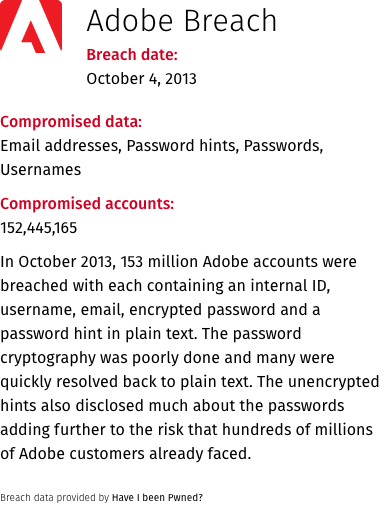 Adobe Breach
Breach date:
October 4, 2013
Compromised data:
Email addresses, Password hints, Passwords,
Usernames
Compromised accounts:
152,445,165
In October 2013, 153 million Adobe accounts were
breached with each containing an internal ID,
username, email, encrypted password and a
password hint in plain text. The password
cryptography was poorly done and many were
quickly resolved back to plain text. The unencrypted
hints also disclosed much about the passwords
adding further to the risk that hundreds of millions
of Adobe customers already faced.
Breach data provided by Have I been Pwned?